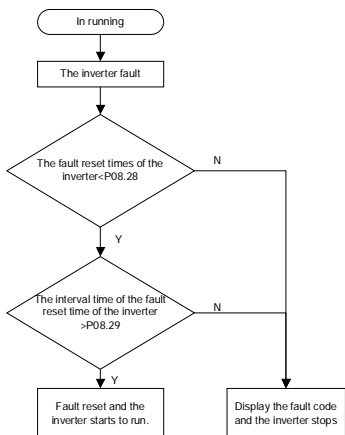 In running
The inverter fault
The fault reset times of the
inverter<P08.28
N
Y
The interval time of the fault
reset time of the inverter
>P08.29
N
Y
Fault reset and the
inverter starts to run.
Display the fault code
and the inverter stops